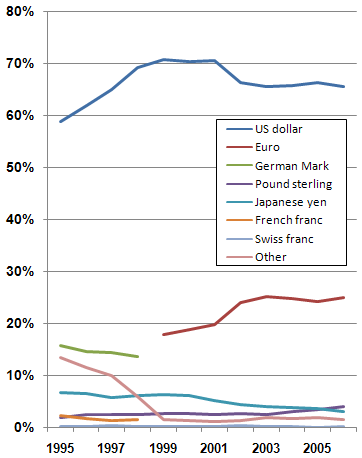 80%
70%
60%
50%
40%
30%
20%
10%
0%
US dollar
Euro
German Mark
Pound sterling
Japanese yen
French franc
Swiss franc
Other
1995 1997 1999 2001 2003 2005